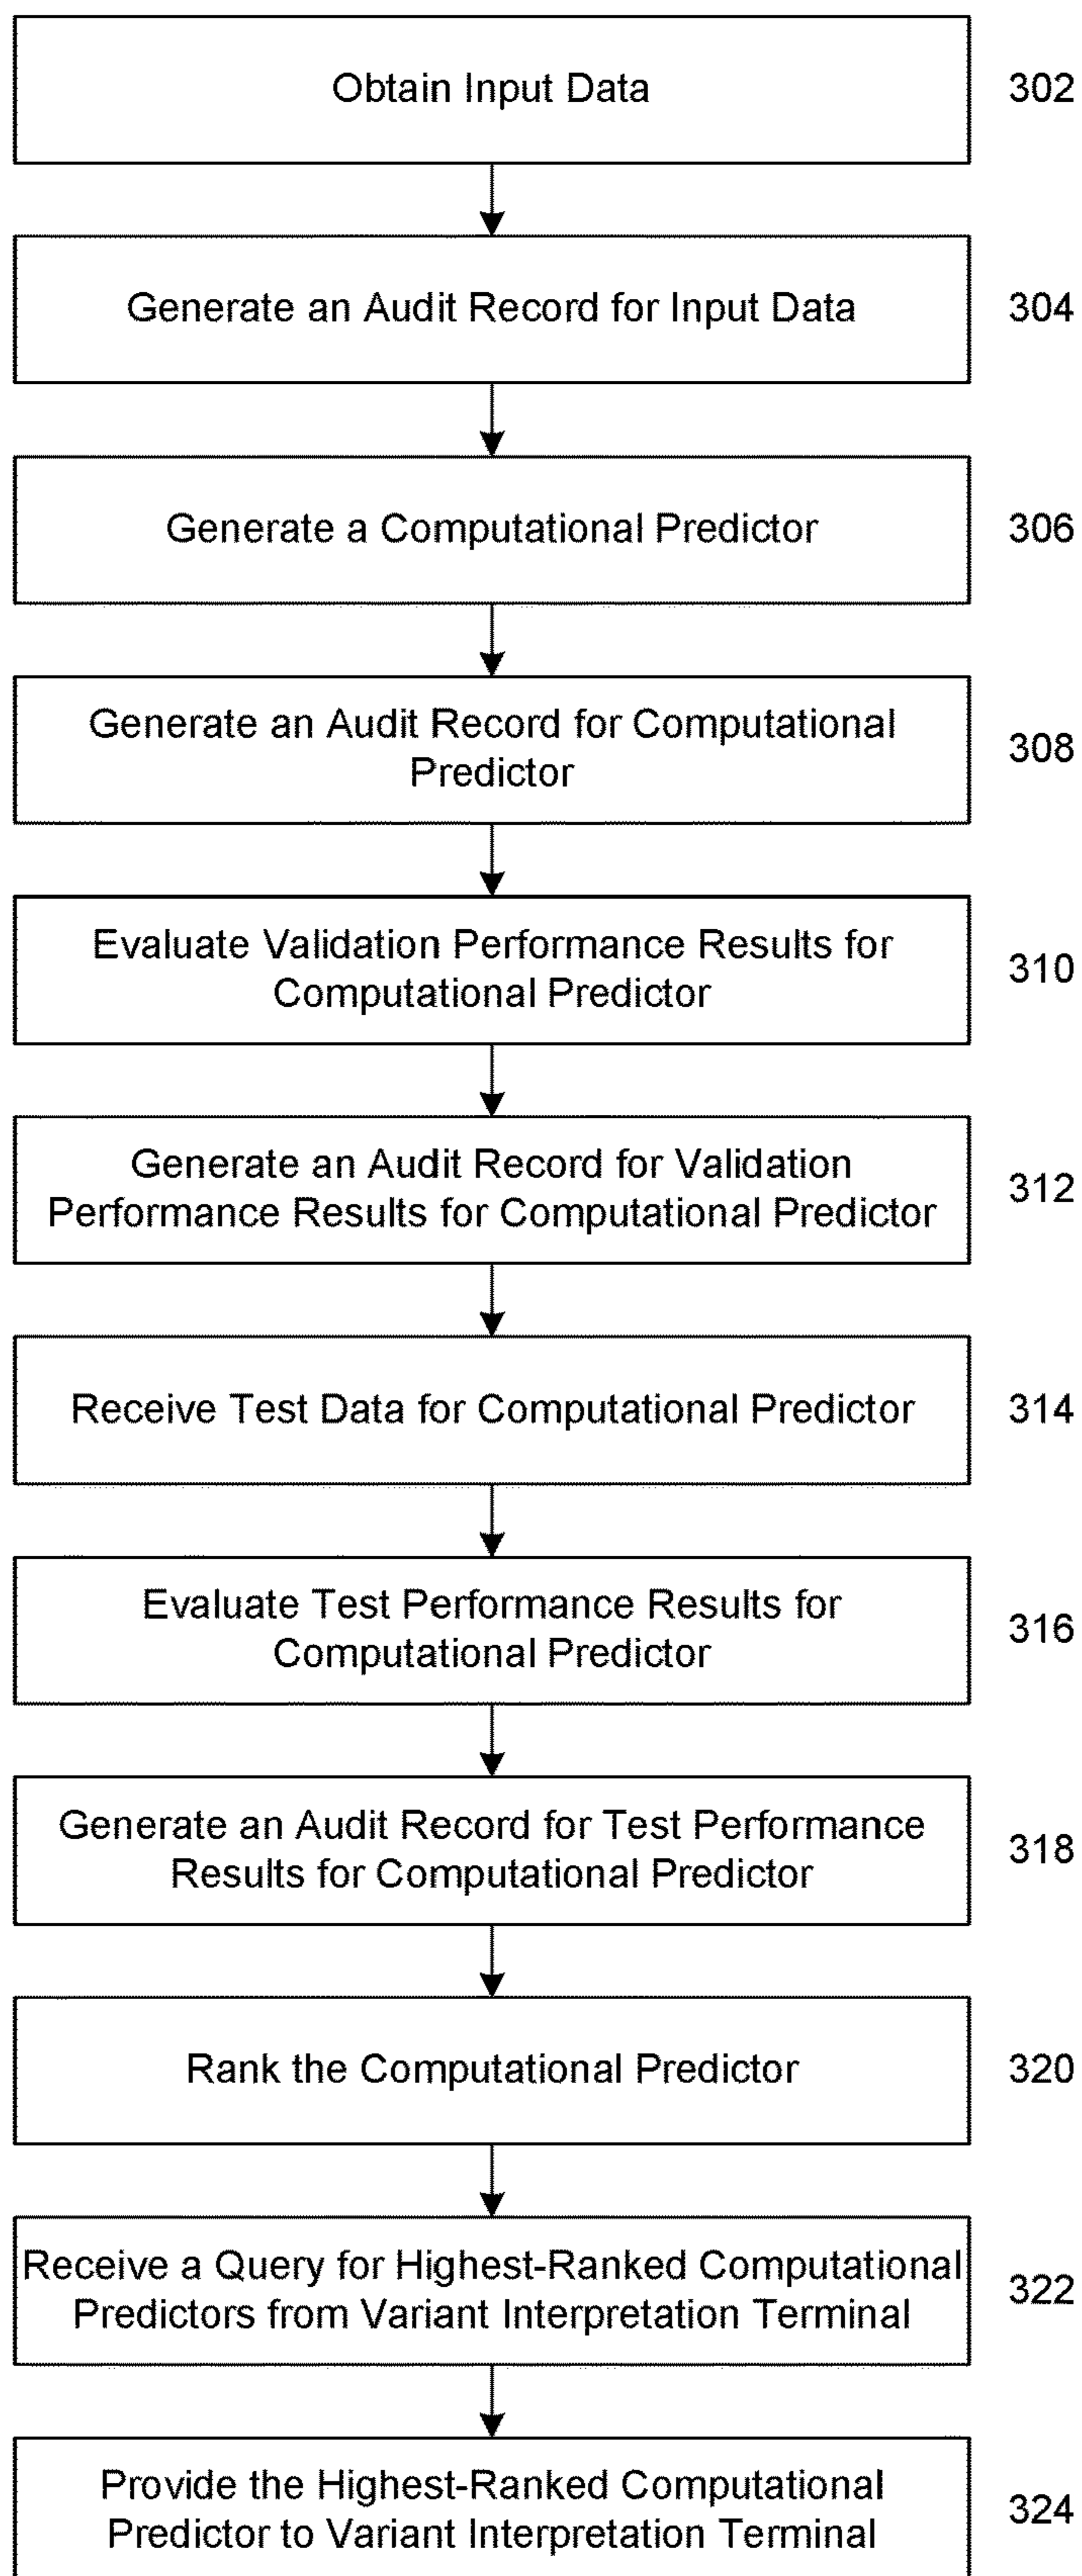 Obtain Input Data
302
Generate an Audit Record for Input Data
304
Generate a Computational Predictor
306
Generate an Audit Record for Computational
Predictor
308
Evaluate Validation Performance Results for
Computational Predictor
310
Generate an Audit Record for Validation
Performance Results for Computational Predictor
312
Receive Test Data for Computational Predictor
314
Evaluate Test Performance Results for
Computational Predictor
316
Generate an Audit Record for Test Performance
Results for Computational Predictor
318
Rank the Computational Predictor
320
Receive a Query for Highest-Ranked Computational
Predictors from Variant Interpretation Terminal
322
Provide the Highest-Ranked Computational
Predictor to Variant Interpretation Terminal
324